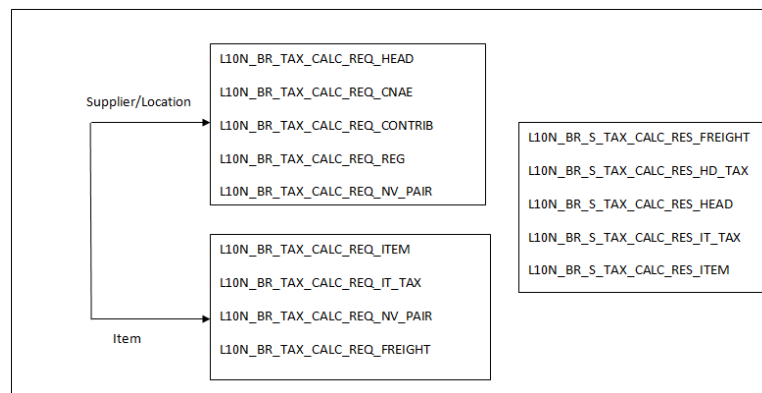 Supplier/Location
L10N_BR_TAX_CALC_REQ_HEAD
L10N_BR_TAX_CALC_REQ_CNAE
L10N_BR_TAX_CALC_REQ_CONTRIB
L10N_BR_TAX_CALC_REQ_REG
L10N_BR_TAX_CALC_REQ_NV_PAIR
Item
L10N_BR_TAX_CALC_REQ_ITEM
L10N_BR_TAX_CALC_REQ_IT_TAX
L10N_BR_TAX_CALC_REQ_NV_PAIR
L10N_BR_TAX_CALC_REQ_FREIGHT
L10N_BR_S_TAX_CALC_RES_FREIGHT
L10N_BR_S_TAX_CALC_RES_HD_TAX
L10N_BR_S_TAX_CALC_RES_HEAD
L10N_BR_S_TAX_CALC_RES_IT_TAX
L10N_BR_S_TAX_CALC_RES_ITEM